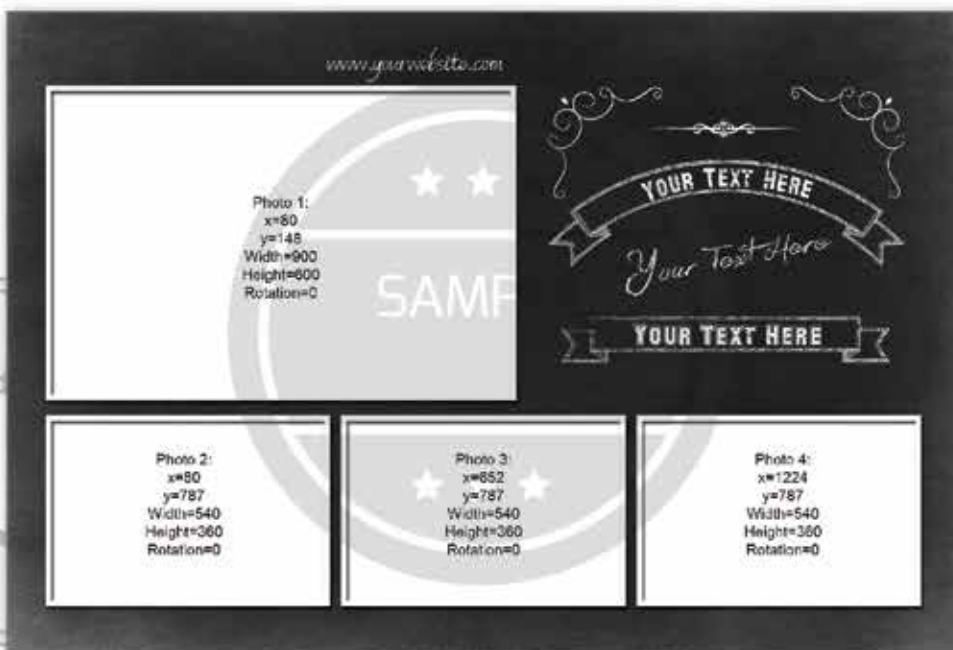 www.yourwebsite.com
Photo 1:
x=80
y=148
Width=900
Height=600
Rotation=0
SAMP
YOUR TEXT HERE
Your Text Here
YOUR TEXT HERE
Photo 2:
x=80
y=787
Width=540
Height=360
Rotation=0
Photo 3:
x=652
y=787
Width=540
Height=360
Rotation=0
Photo 4:
x=1224
y=787
Width=540
Height=360
Rotation=0